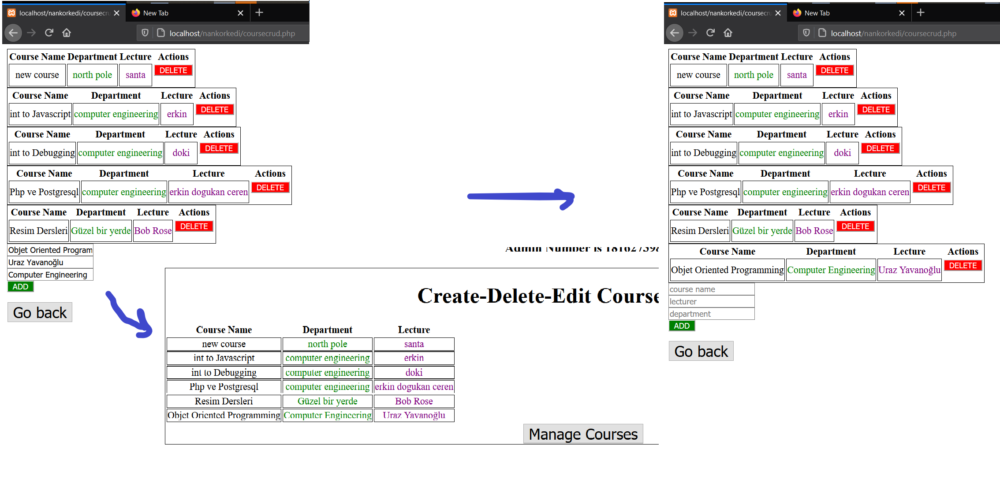 localhost/nankorkedi/coursecru
New Tab
localhost/nankorkedi/coursecrud.php
Course Name Department Lecture Actions
new course north pole santa DELETE
Course Name Department Lecture Actions
int to Javascript computer engineering erkin DELETE
Course Name Department Lecture Actions
int to Debugging computer engineering doki DELETE
Course Name Department Lecture Actions
Php ve Postgresql computer engineering erkin dogukan ceren DELETE
Course Name Department Lecture Actions
Resim Dersleri Güzel bir yerde Bob Rose DELETE
Objet Oriented Program
Uraz Yavanoğlu
Computer Engineering
ADD
Go back
Admin Number is 181627398
Create-Delete-Edit Course
Course Name Department Lecture
new course north pole santa
int to Javascript computer engineering erkin
int to Debugging computer engineering doki
Php ve Postgresql computer engineering erkin dogukan ceren
Resim Dersleri Güzel bir yerde Bob Rose
Objet Oriented Programming Computer Engineering Uraz Yavanoğlu
Manage Courses
localhost/nankorkedi/coursecru
New Tab
localhost/nankorkedi/coursecrud.php
Course Name Department Lecture Actions
new course north pole santa DELETE
Course Name Department Lecture Actions
int to Javascript computer engineering erkin DELETE
Course Name Department Lecture Actions
int to Debugging computer engineering doki DELETE
Course Name Department Lecture Actions
Php ve Postgresql computer engineering erkin dogukan ceren DELETE
Course Name Department Lecture Actions
Resim Dersleri Güzel bir yerde Bob Rose DELETE
Course Name Department Lecture Actions
Objet Oriented Programming Computer Engineering Uraz Yavanoğlu DELETE
course name
lecturer
department
ADD
Go back